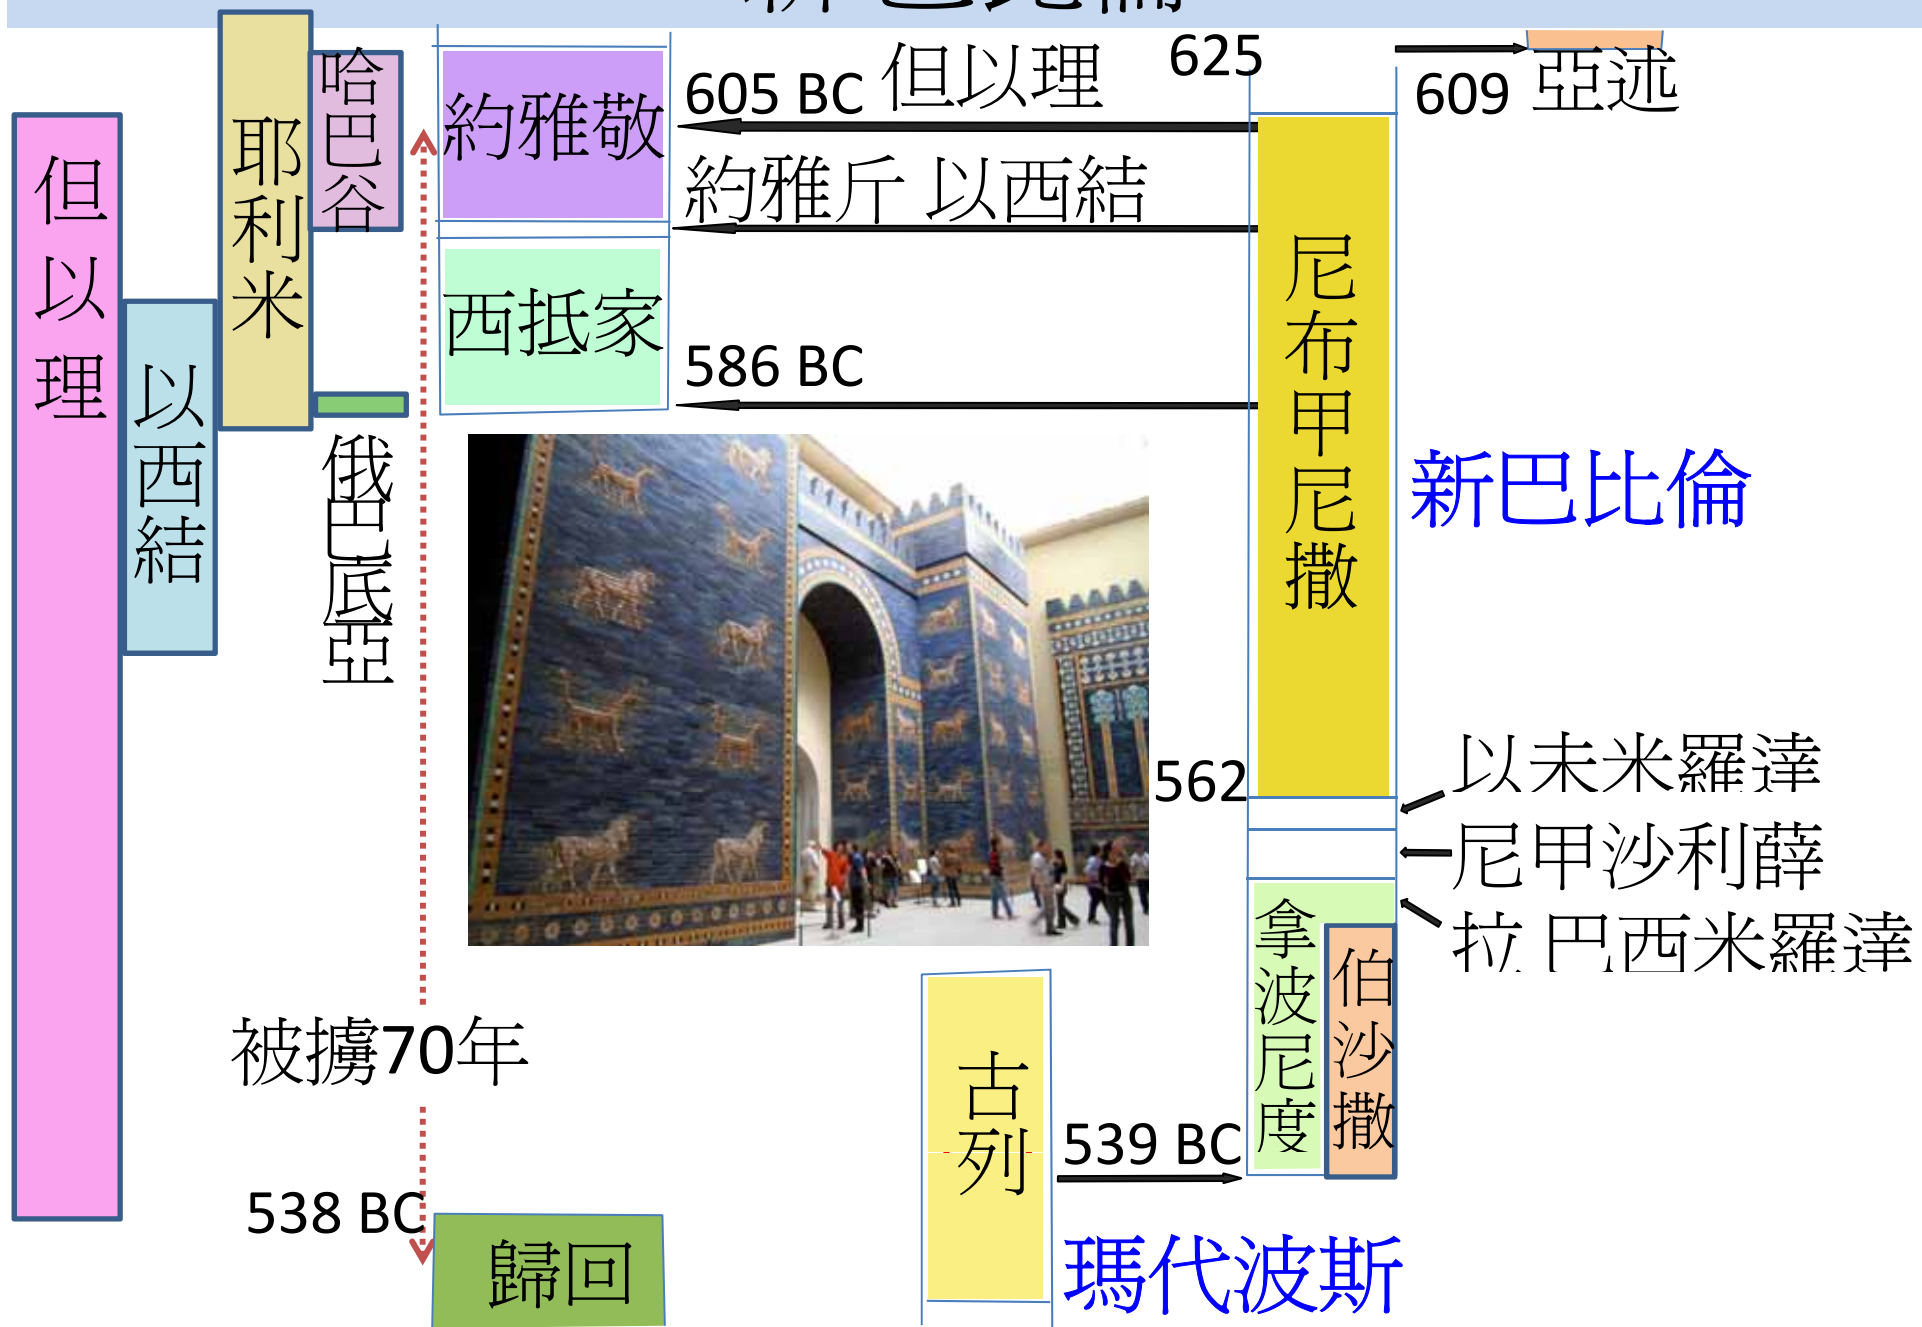 新巴比倫
625
609
亞述
605 BC
但以理
約雅斤 以西結
586 BC
但以理
以西結
耶利米
哈巴谷
俄巴底亞
約雅敬
西抵家
尼布甲尼撒
新巴比倫
562
以未米羅達
尼甲沙利薛
拉 巴西米羅達
拿波尼度
伯沙撒
被擄70年
古列
539 BC
538 BC
歸回
瑪代波斯